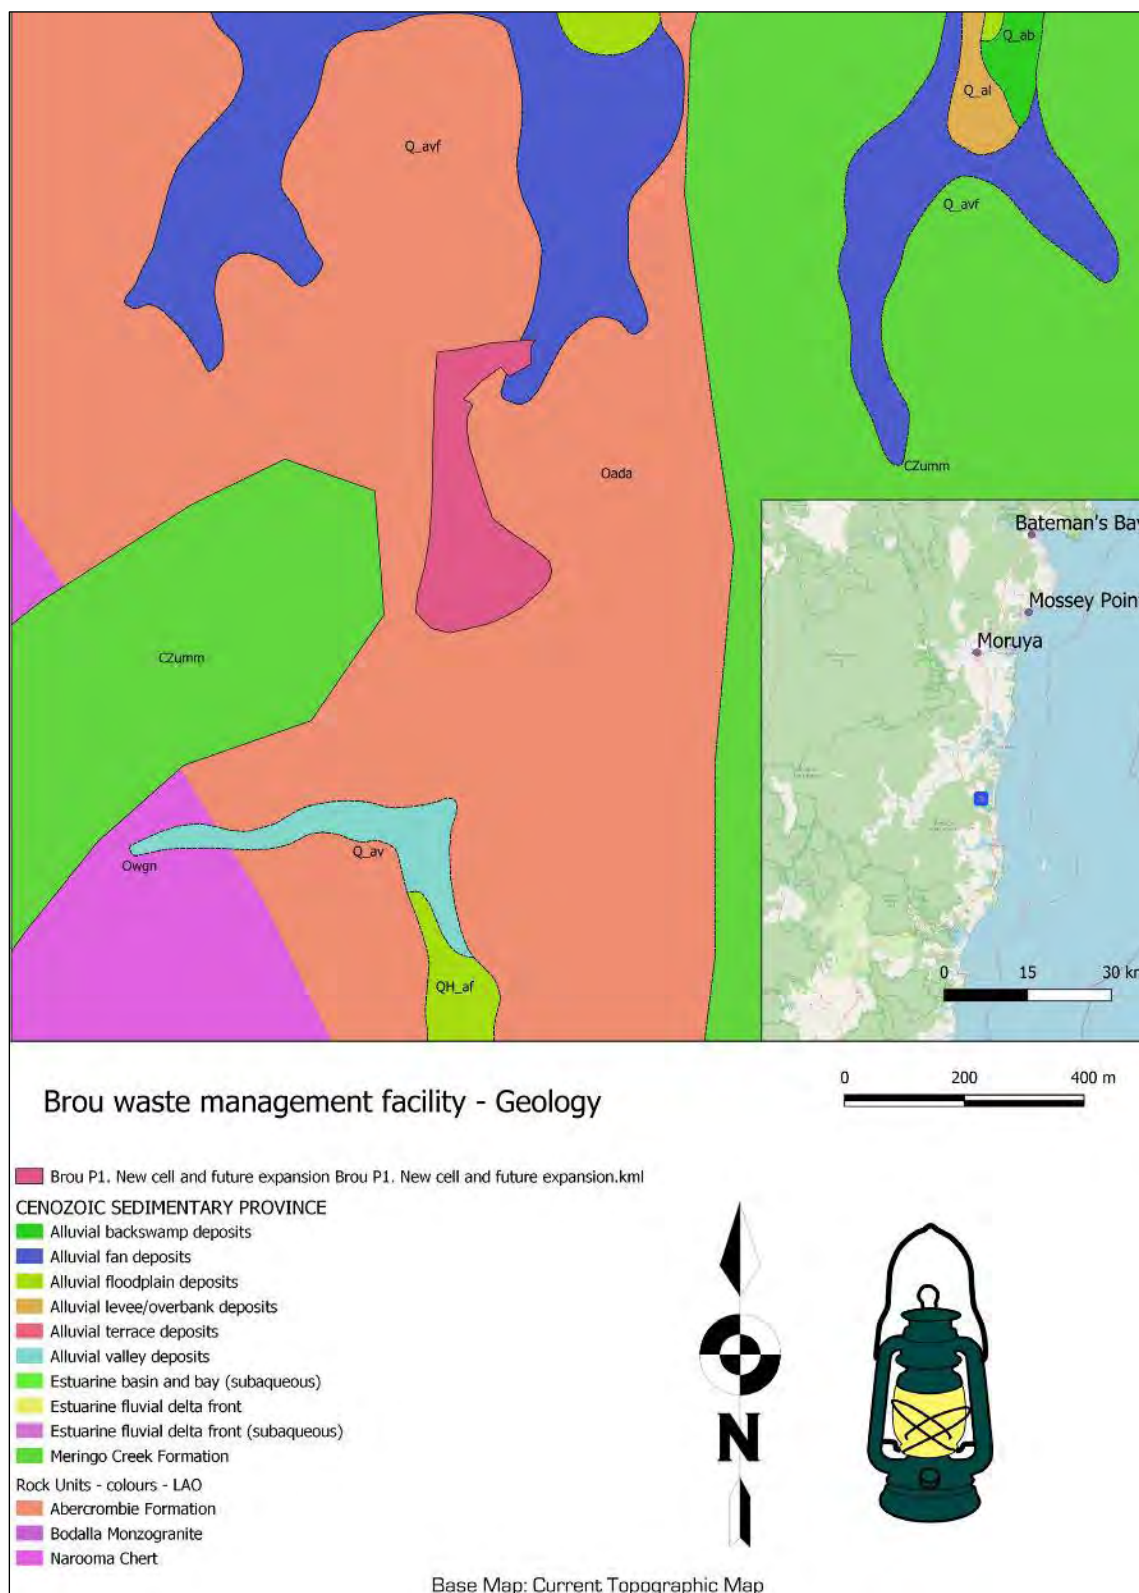 Q_ab
Q_al
Q_avf
Q_avf
CZumm
Oada
Bateman's Bay
Mossey Point
Moruya
CZumm
Q_av
Owgn
QH_af
0 15 30 km
0 200 400 m
Brou waste management facility - Geology
Brou P1. New cell and future expansion Brou P1. New cell and future expansion.kml
CENOZOIC SEDIMENTARY PROVINCE
Alluvial backswamp deposits
Alluvial fan deposits
Alluvial floodplain deposits
Alluvial levee/overbank deposits
Alluvial terrace deposits
Alluvial valley deposits
Estuarine basin and bay (subaqueous)
Estuarine fluvial delta front
Estuarine fluvial delta front (subaqueous)
Meringo Creek Formation
Rock Units - colours - LAO
Abercrombie Formation
Bodalla Monzogranite
Narooma Chert
N
Base Map: Current Topographic Map